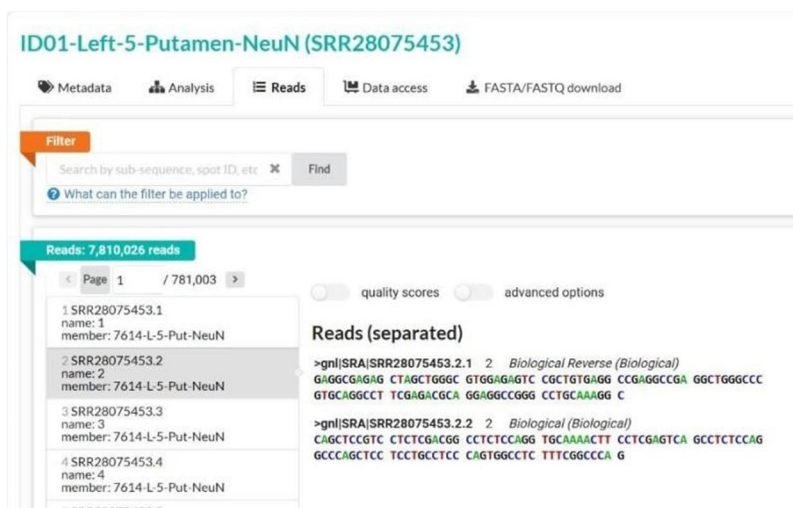 ID01-Left-5-Putamen-NeuN (SRR28075453)
Metadata Analysis Reads Data access FASTA/FASTQ download
Filter
Search by sub-sequence, spot ID, etc Find
What can the filter be applied to?
Reads: 7,810,026 reads
< Page 1 / 781,003 >
quality scores advanced options
1 SRR28075453.1
name: 1
member: 7614-L-5-Put-NeuN
2 SRR28075453.2
name: 2
member: 7614-L-5-Put-NeuN
3 SRR28075453.3
name: 3
member: 7614-L-5-Put-NeuN
4 SRR28075453.4
name: 4
member: 7614-L-5-Put-NeuN
Reads (separated)
>gnl|SRA|SRR28075453.2.1 2 Biological Reverse (Biological)
GAGGCGAGAG CTAGCTGGGC GTGGAGAGTC CGCTGTGAGG CCGAGGCCGA GGCTGGGCCC
GTGCAGGCCT TCGAGACGCA GGAGGCCGGG CCTGCAAAGG C
>gnl|SRA|SRR28075453.2.2 2 Biological (Biological)
CAGCTCCGTC CTCTCGACGG CCTCTCCAGG TGCAAAACTT CCTCGAGTCA GCCTCTCCAG
GCCCAGCTCC TCCTGCCTCC CAGTGGCCTC TTTCGGCCCA G